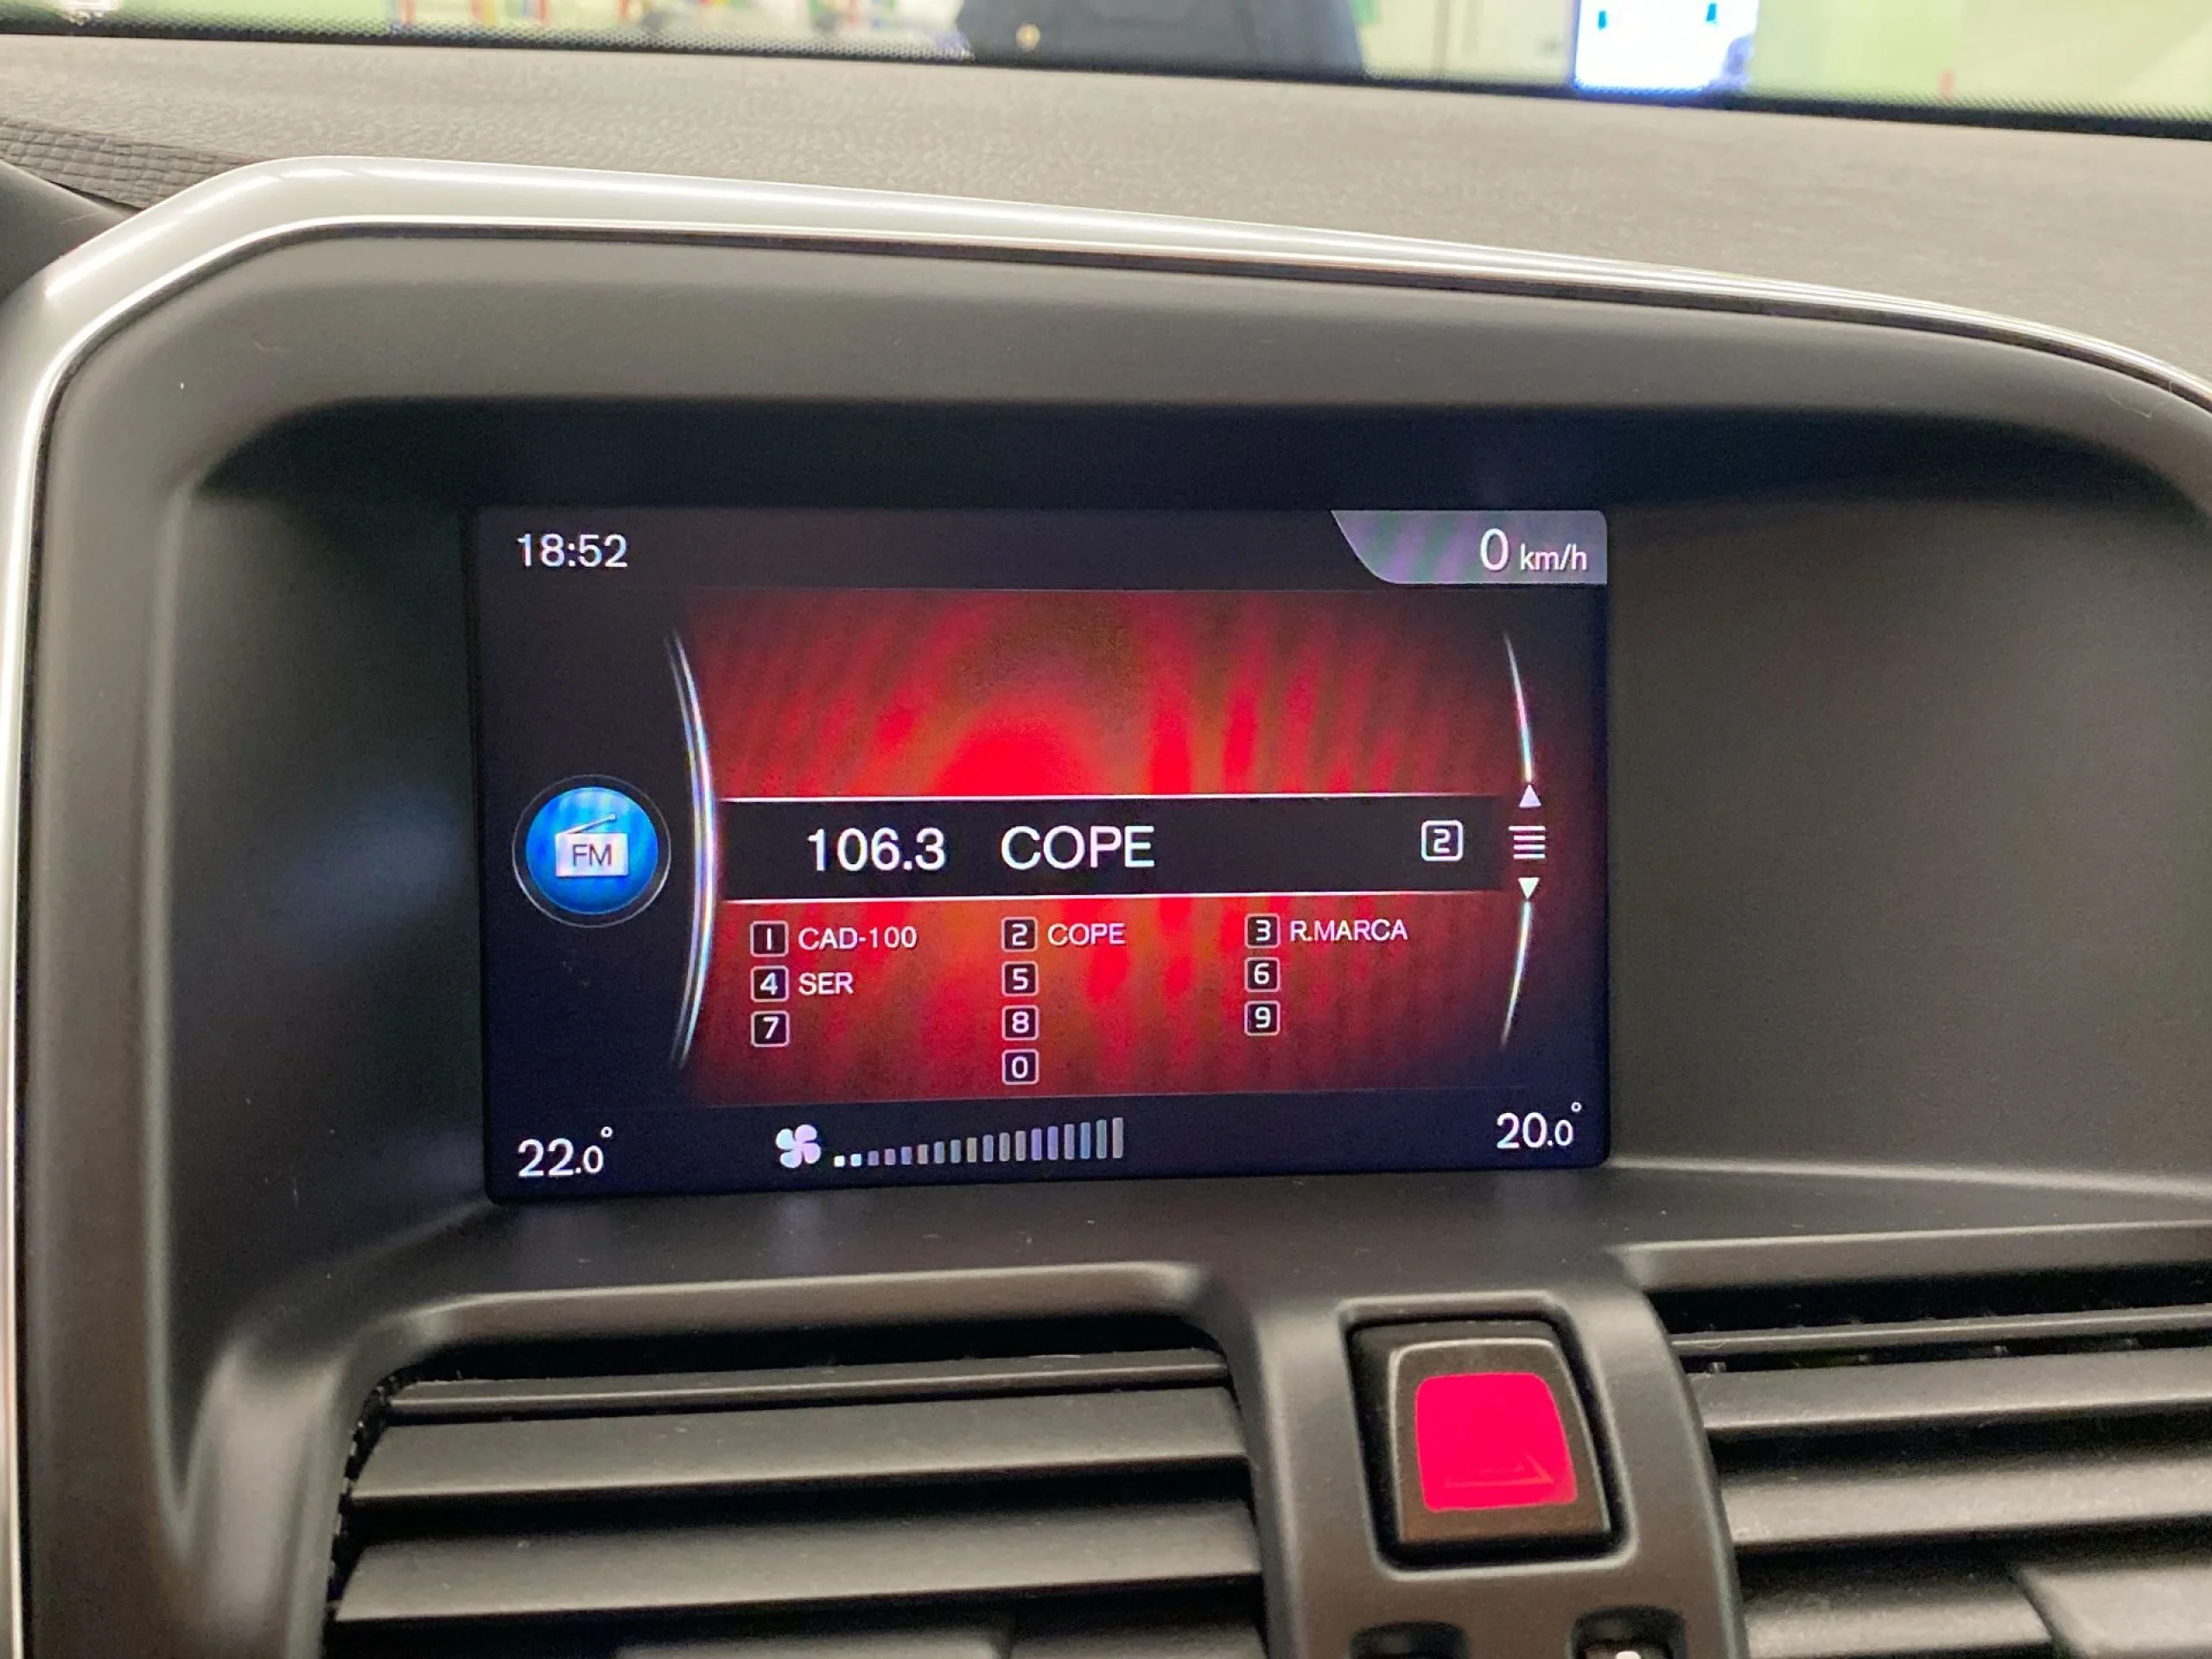 18:52
0 km/h
FM
106.3 COPE 2
1 CAD-100 2 COPE 3 R.MARCA
4 SER 5 6
7 8 9
0
22.0° 20.0°